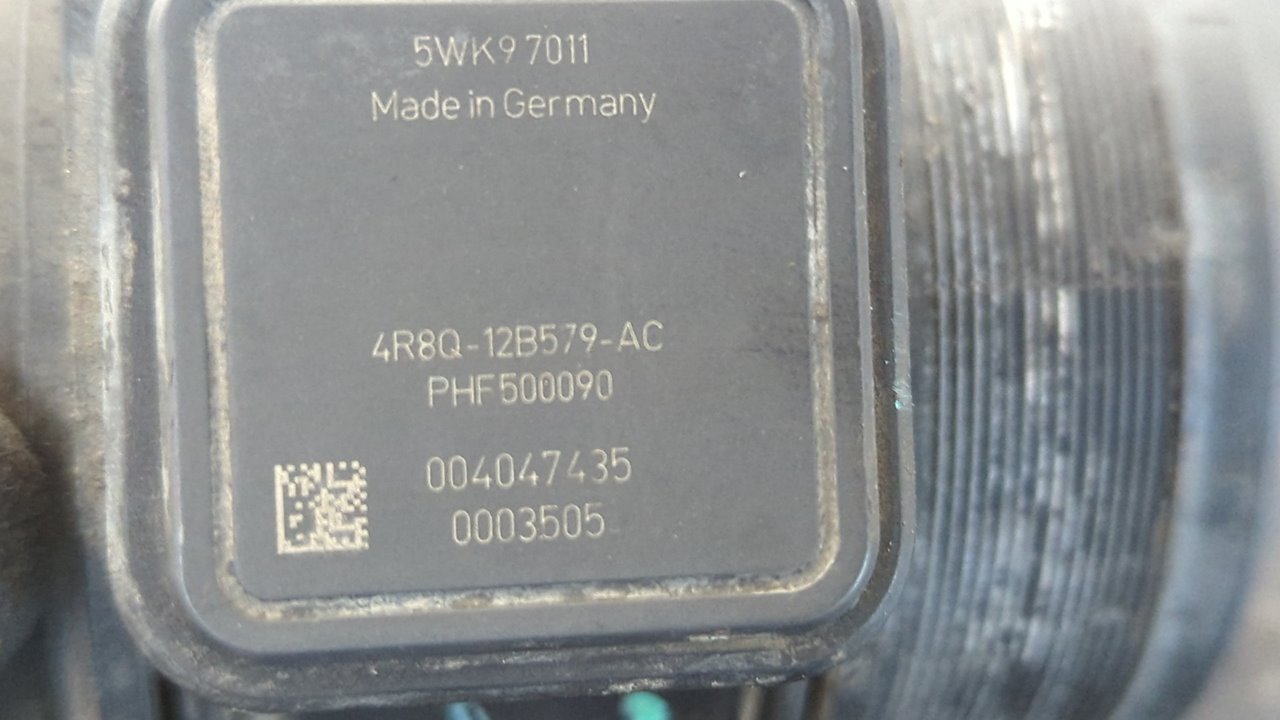 5WK9 7011
Made in Germany
4R8Q-12B579-AC
PHF500090
004047435
0003505